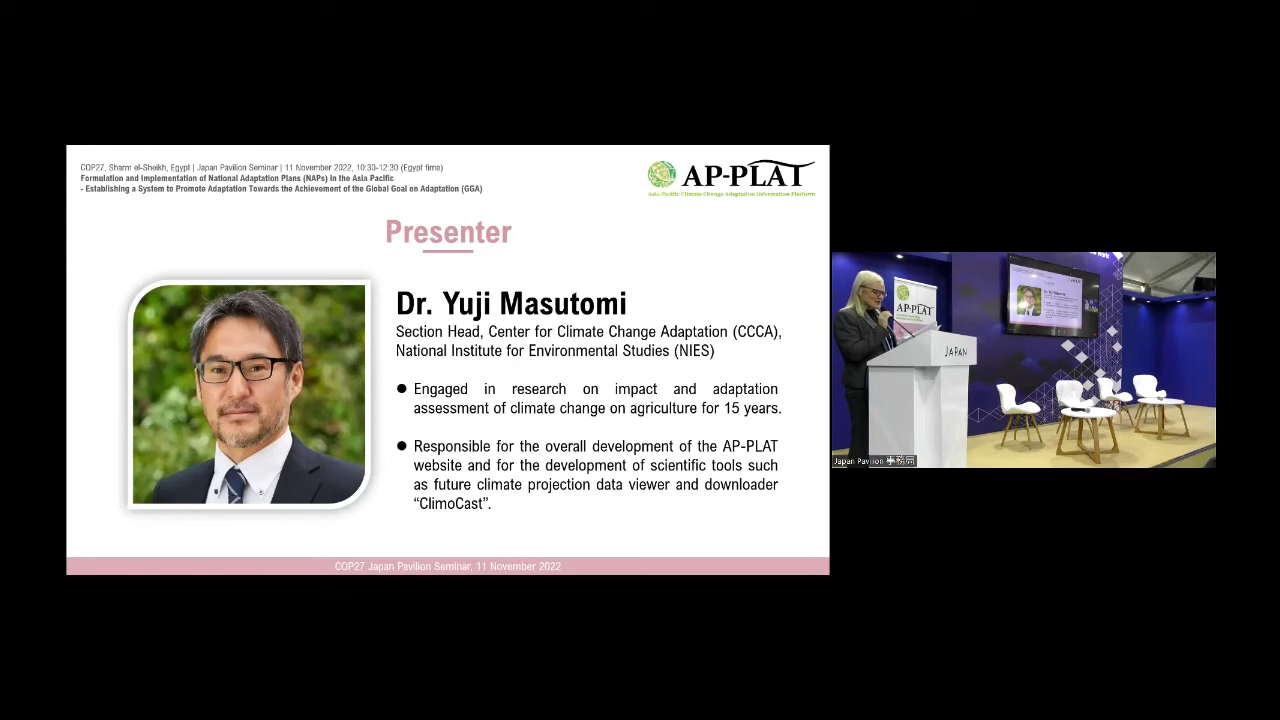 COP27, Sharm el-Sheikh, Egypt | Japan Pavilion Seminar | 11 November 2022, 10:30-12:30 (Egypt time)
Formulation and Implementation of National Adaptation Plans (NAPs) in the Asia Pacific
- Establishing a System to Promote Adaptation Towards the Achievement of the Global Goal on Adaptation (GGA)
AP-PLAT
Asia-Pacific Climate Change Adaptation Information Platform
Presenter
Dr. Yuji Masutomi
Section Head, Center for Climate Change Adaptation (CCCA),
National Institute for Environmental Studies (NIES)
● Engaged in research on impact and adaptation
assessment of climate change on agriculture for 15 years.
● Responsible for the overall development of the AP-PLAT
website and for the development of scientific tools such
as future climate projection data viewer and downloader
“ClimoCast”.
COP27 Japan Pavilion Seminar, 11 November 2022
AP-PLAT
JAPAN
Japan Pavilion 事務局